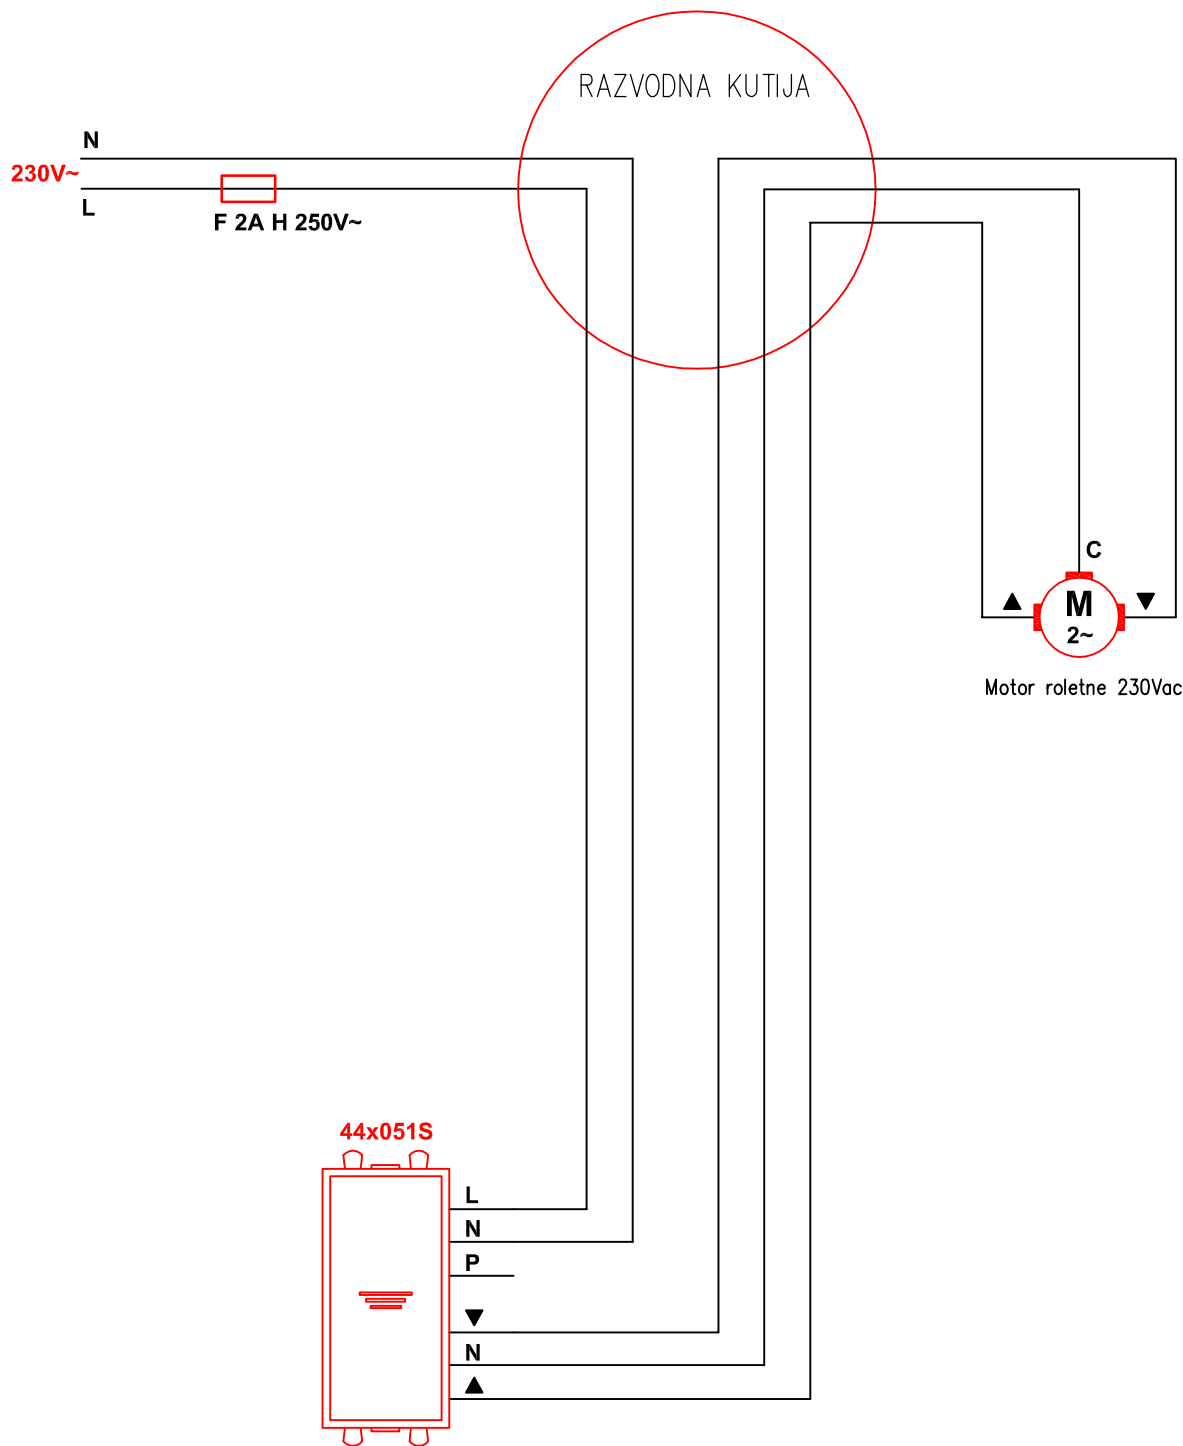 RAZVODNA KUTIJA
N
230V~
L
F 2A H 250V~
C
▲
M
▼
2~
Motor roletne 230Vac
44x051S
L
N
P
▼
N
▲